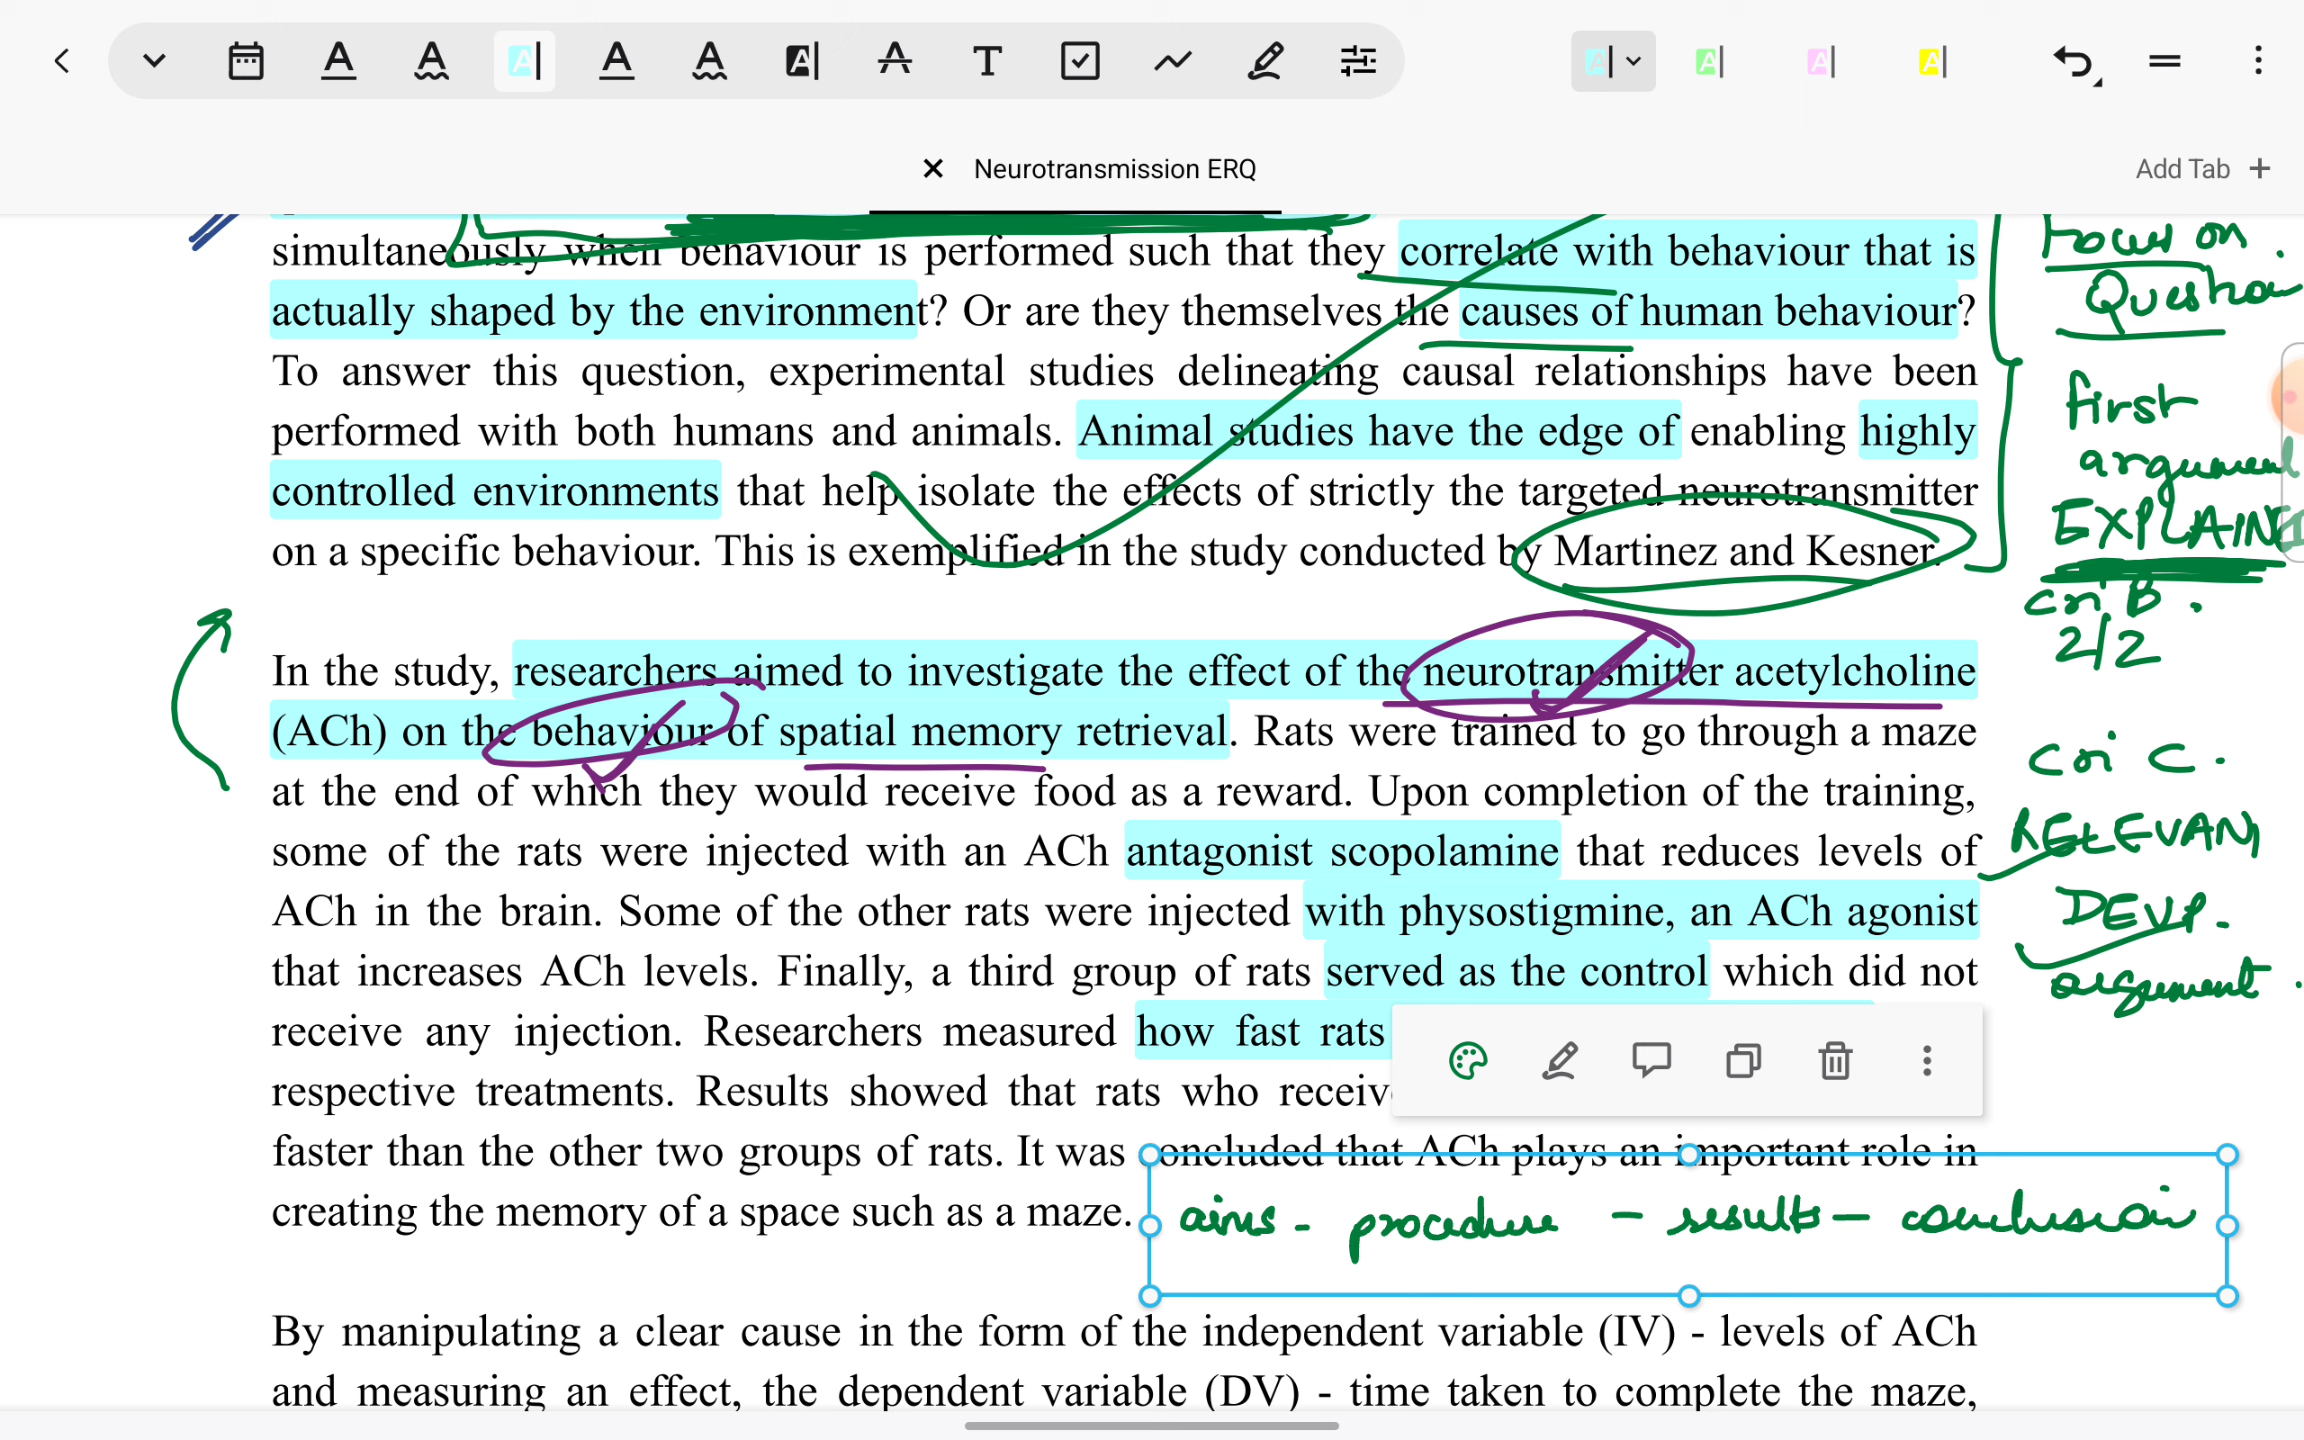 Neurotransmission ERQ
Add Tab +
simultaneously when behaviour is performed such that they correlate with behaviour that is
actually shaped by the environment? Or are they themselves the causes of human behaviour?
To answer this question, experimental studies delineating causal relationships have been
performed with both humans and animals. Animal studies have the edge of enabling highly
controlled environments that help isolate the effects of strictly the targeted neurotransmitter
on a specific behaviour. This is exemplified in the study conducted by Martinez and Kesner.
Focus on
Question
first
argument
EXPLAINED
cri B.
2/2
In the study, researchers aimed to investigate the effect of the neurotransmitter acetylcholine
(ACh) on the behaviour of spatial memory retrieval. Rats were trained to go through a maze
at the end of which they would receive food as a reward. Upon completion of the training,
some of the rats were injected with an ACh antagonist scopolamine that reduces levels of
ACh in the brain. Some of the other rats were injected with physostigmine, an ACh agonist
that increases ACh levels. Finally, a third group of rats served as the control which did not
receive any injection. Researchers measured how fast rats
respective treatments. Results showed that rats who receiv
faster than the other two groups of rats. It was concluded that ACh plays an important role in
creating the memory of a space such as a maze.
cri C.
RELEVAN,
DEVP.
argument.
aims - procedure - results - conclusion
By manipulating a clear cause in the form of the independent variable (IV) - levels of ACh
and measuring an effect, the dependent variable (DV) - time taken to complete the maze,